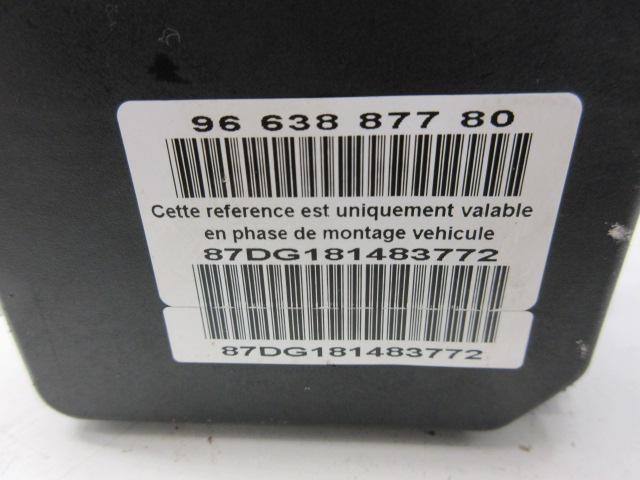 96 638 877 80
Cette reference est uniquement valable
en phase de montage vehicule
87DG181483772
87DG181483772